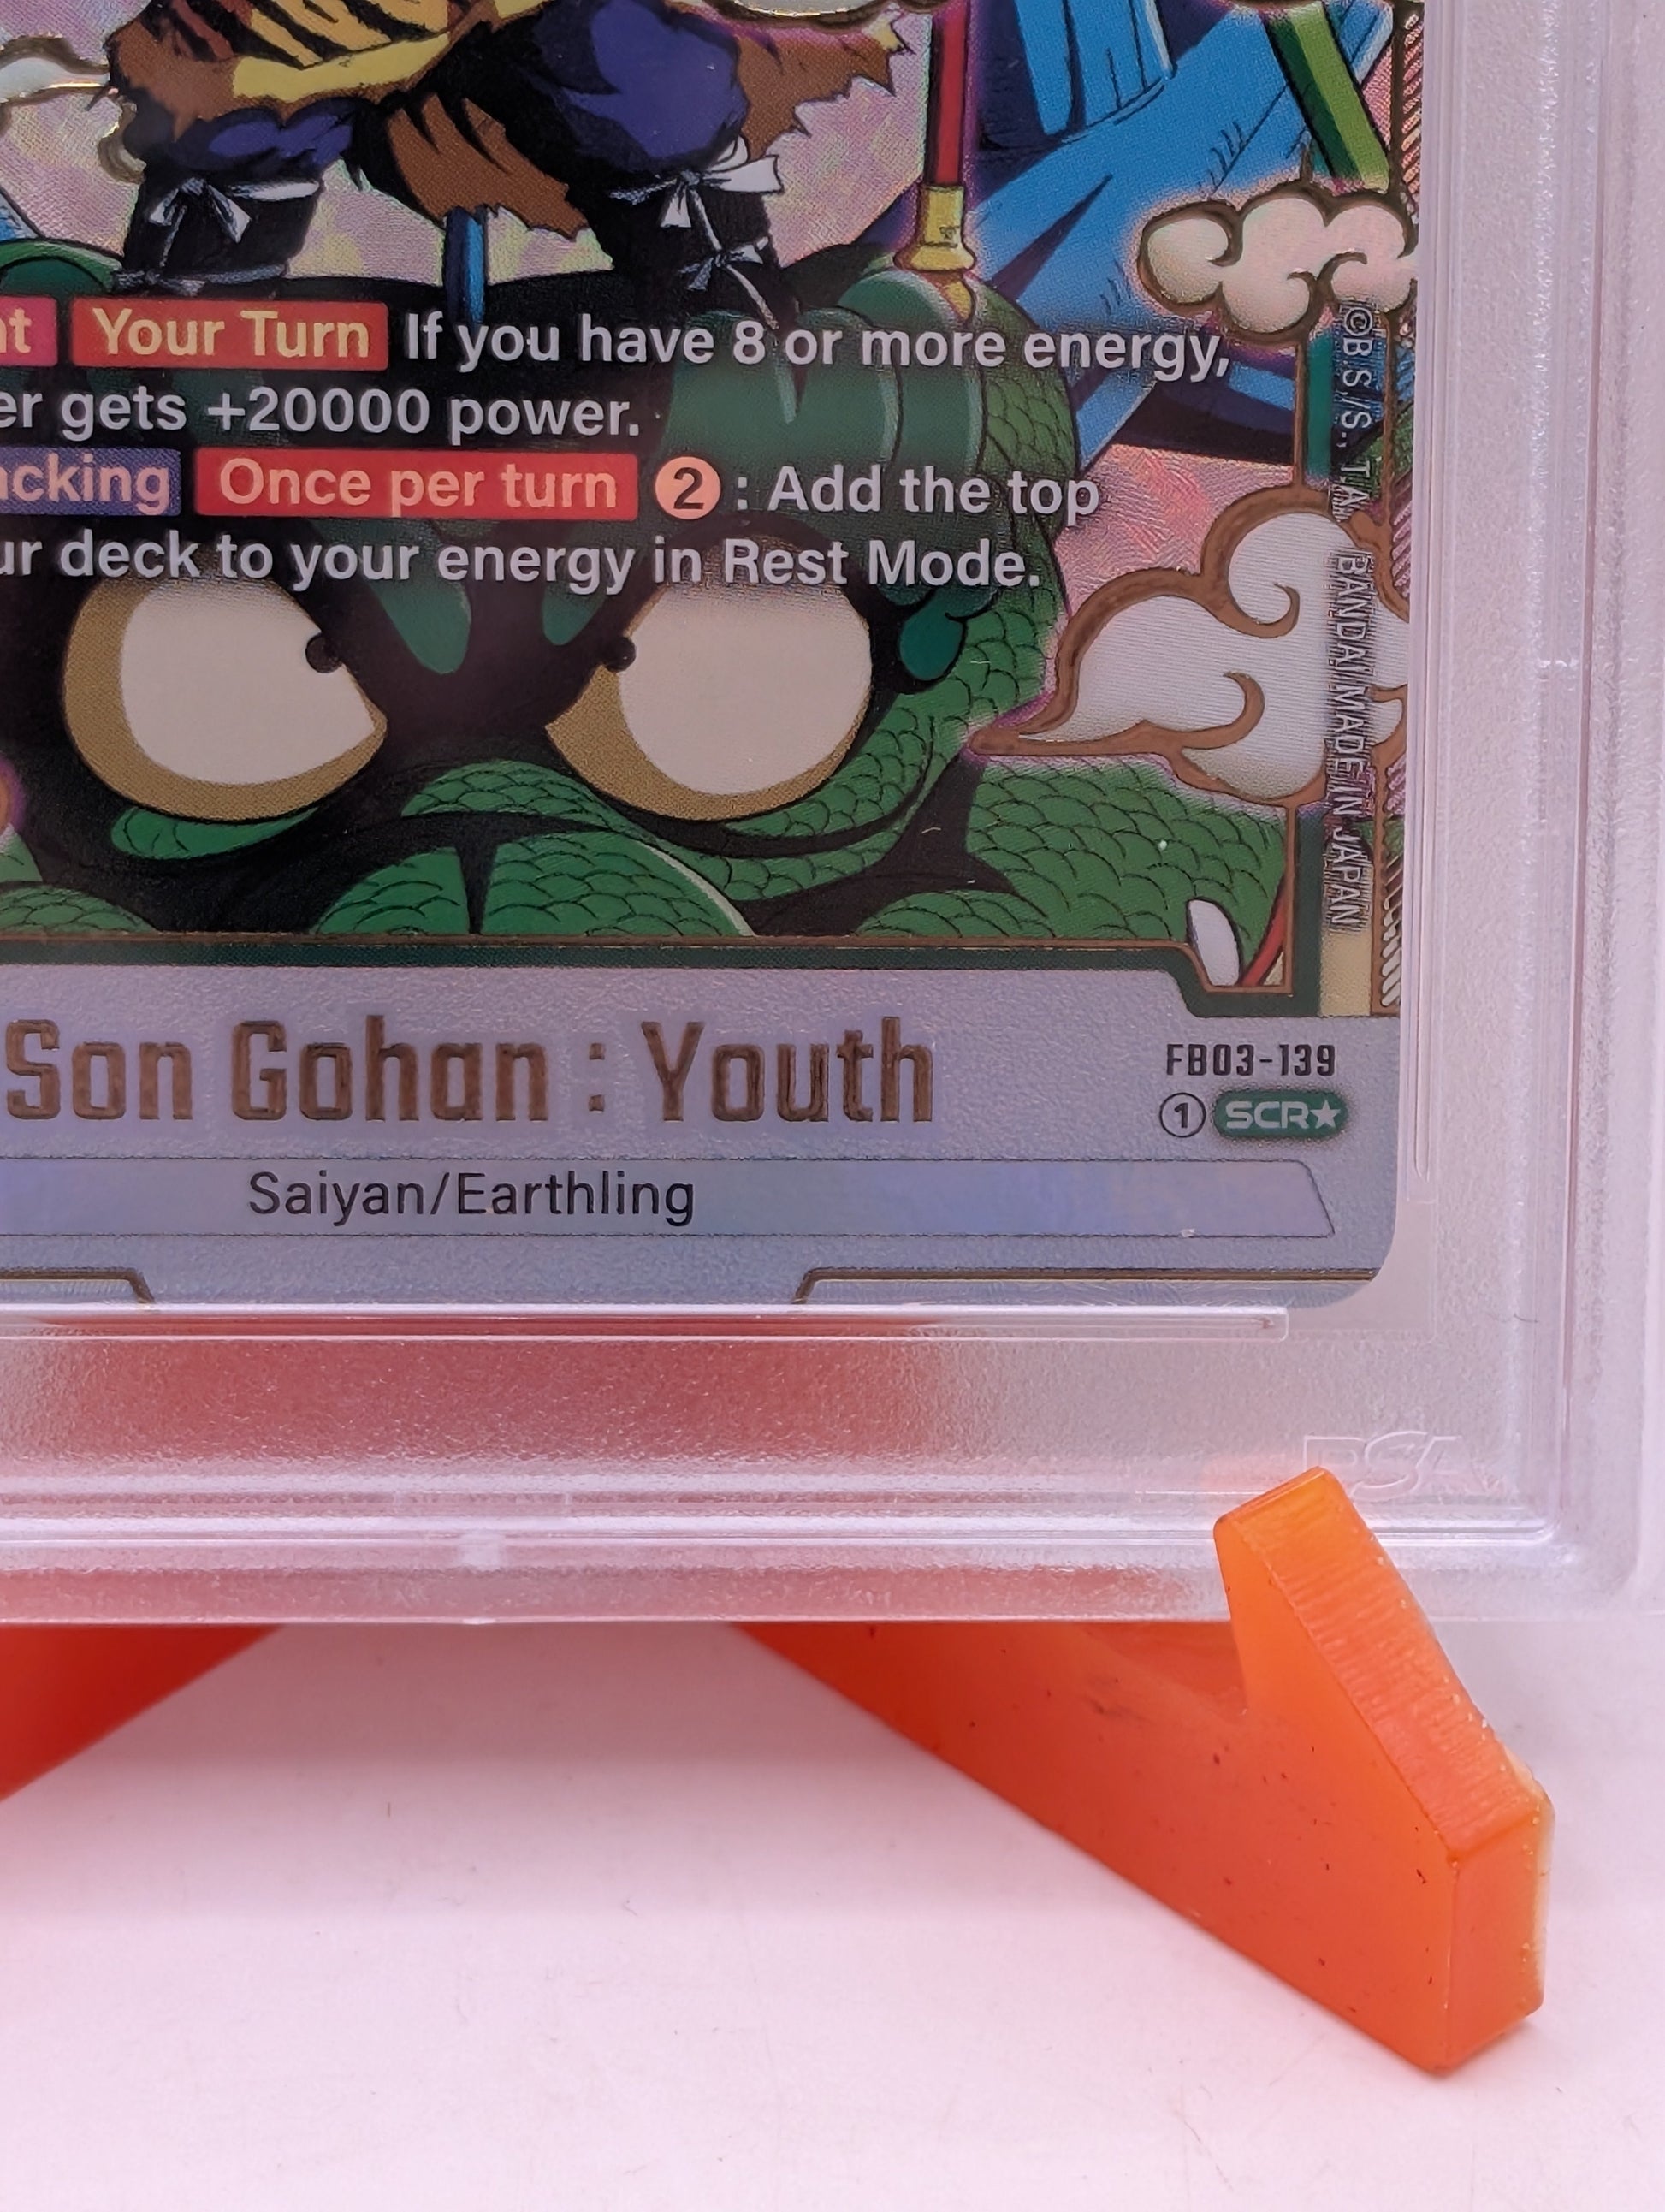 nt Your Turn If you have 8 or more energy,
er gets +20000 power.
acking Once per turn 2 : Add the top
ur deck to your energy in Rest Mode.
©B.S./S., T.A. BANDAI MADE IN JAPAN
Son Gohan : Youth
FB03-139
1 SCR★
Saiyan/Earthling
PSA